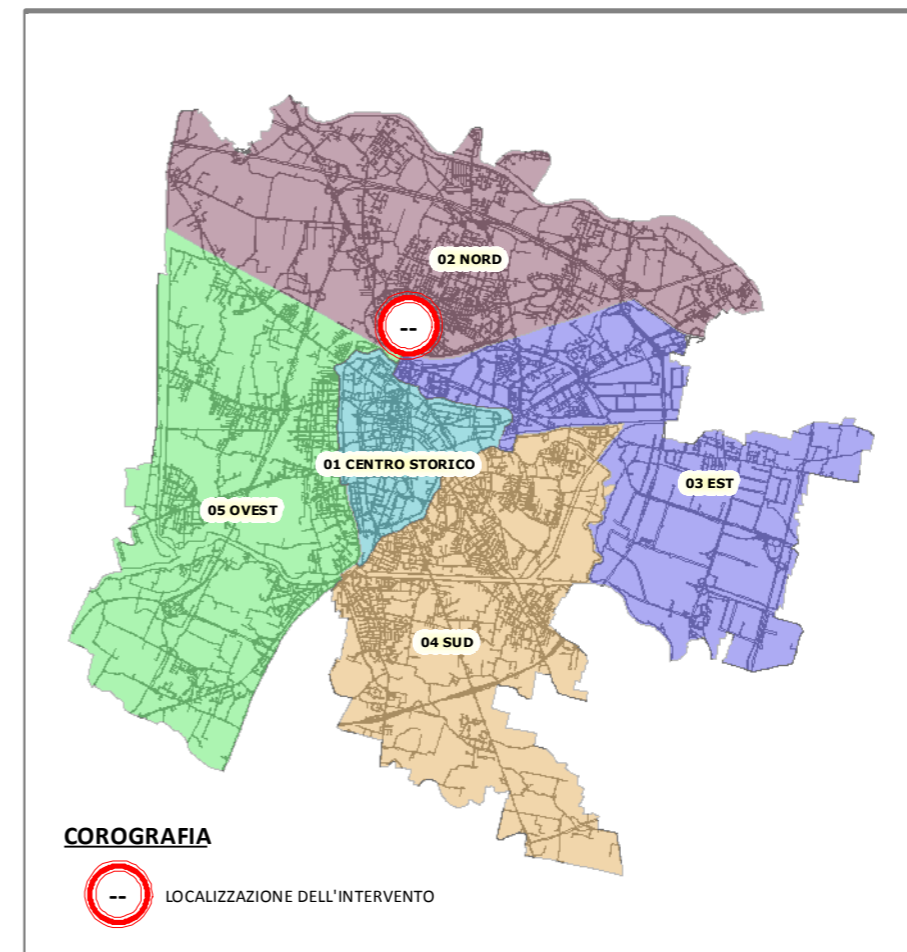 02 NORD
--
01 CENTRO STORICO
03 EST
05 OVEST
04 SUD
COROGRAFIA
-- LOCALIZZAZIONE DELL'INTERVENTO